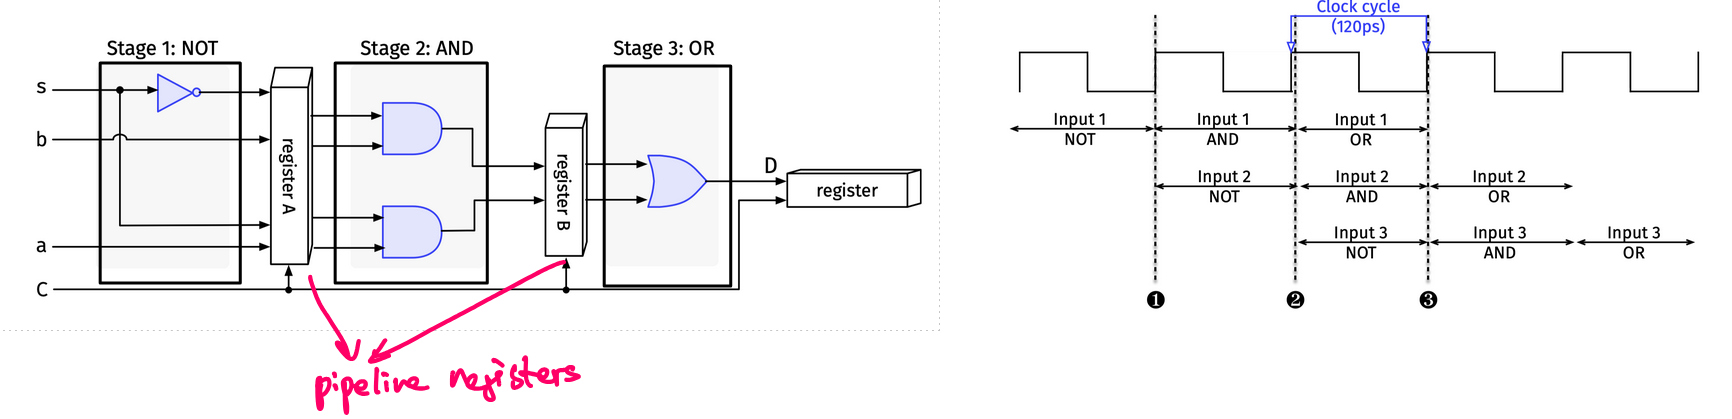 Stage 1: NOT
Stage 2: AND
Stage 3: OR
s
b
a
C
register A
register B
D
register
pipeline registers
Clock cycle
(120ps)
Input 1
NOT
Input 1
AND
Input 1
OR
Input 2
NOT
Input 2
AND
Input 2
OR
Input 3
NOT
Input 3
AND
Input 3
OR
❶
❷
❸